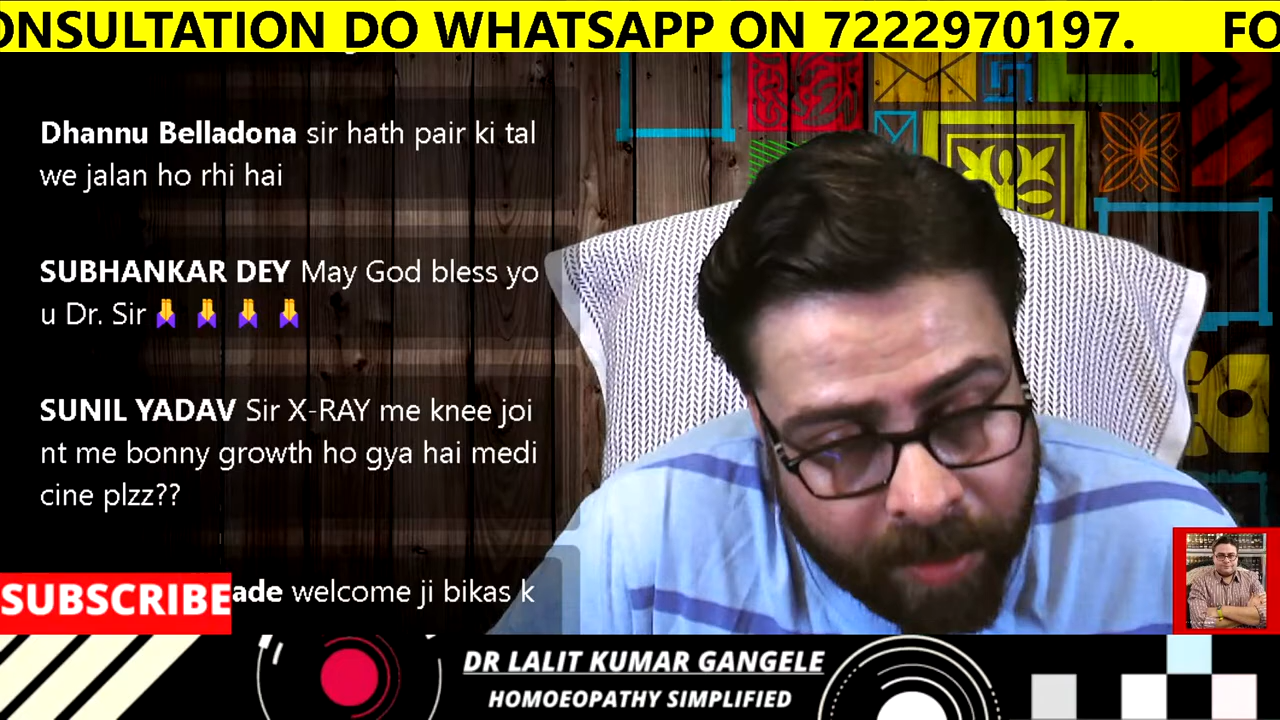 ONSULTATION DO WHATSAPP ON 7222970197. FO
Dhannu Belladona sir hath pair ki tal
we jalan ho rhi hai
SUBHANKAR DEY May God bless yo
u Dr. Sir🙏 🙏 🙏 🙏
SUNIL YADAV Sir X-RAY me knee joi
nt me bonny growth ho gya hai medi
cine plzz??
ade welcome ji bikas k
SUBSCRIBE
DR LALIT KUMAR GANGELE
HOMOEOPATHY SIMPLIFIED